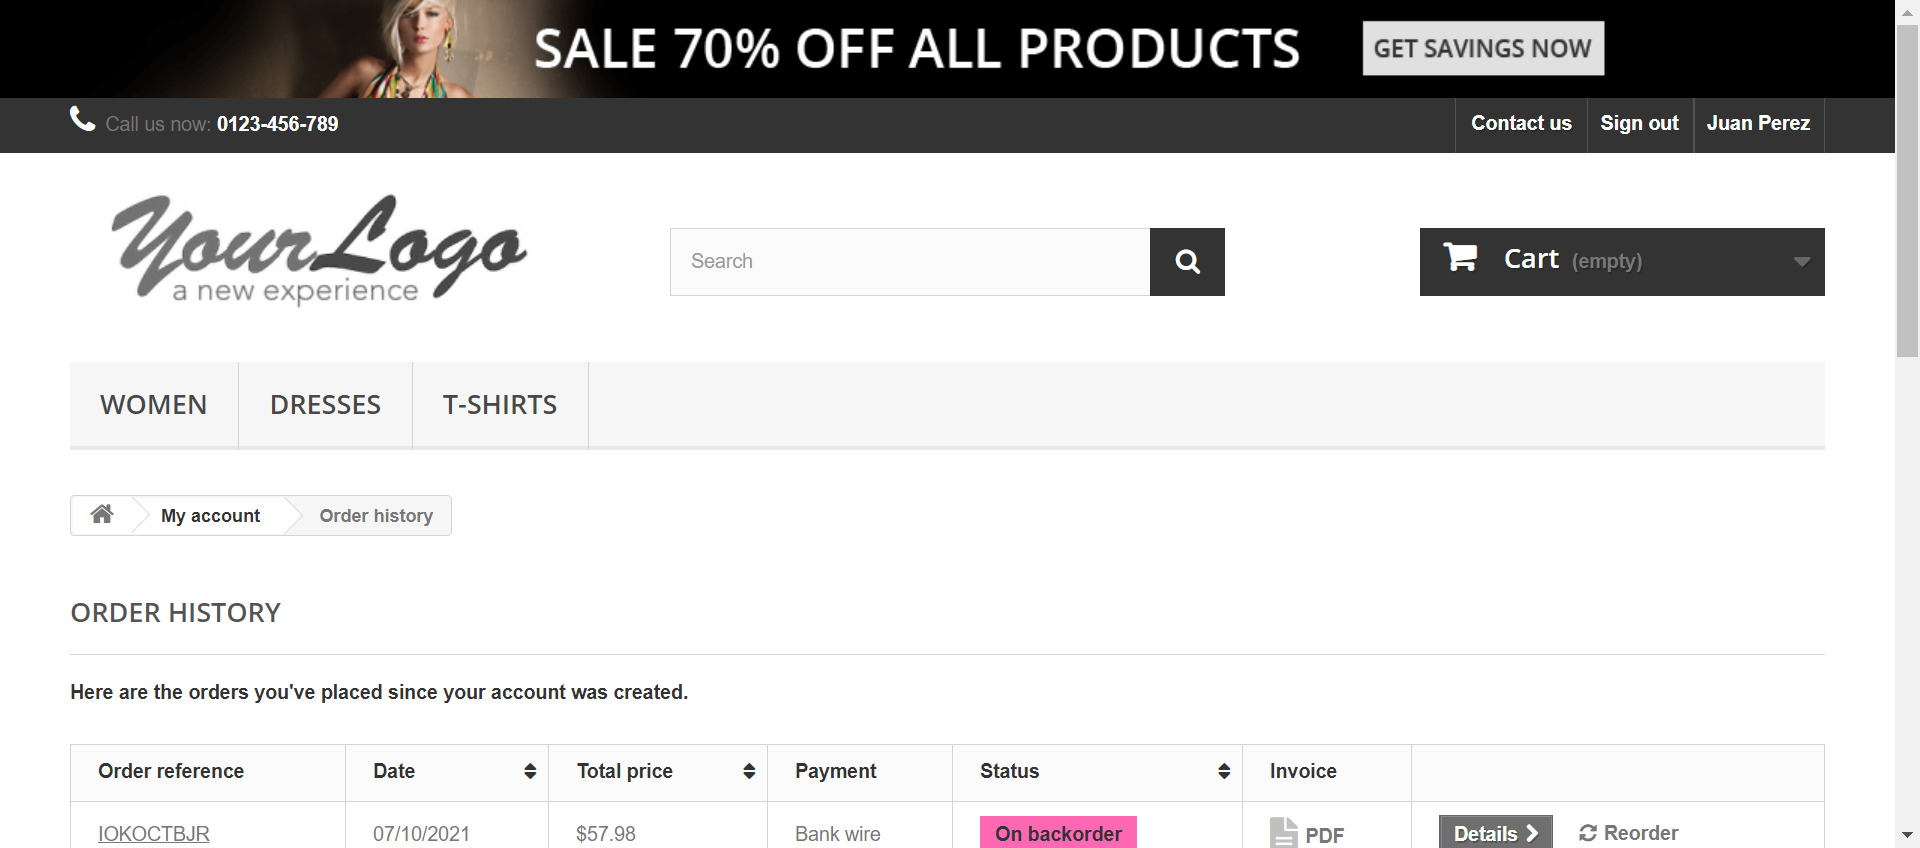 SALE 70% OFF ALL PRODUCTS GET SAVINGS NOW
Call us now: 0123-456-789 Contact us Sign out Juan Perez
YourLogo
a new experience
Search
Cart (empty)
WOMEN DRESSES T-SHIRTS
My account Order history
ORDER HISTORY
Here are the orders you've placed since your account was created.
Order reference Date Total price Payment Status Invoice
IOKOCTBJR 07/10/2021 $57.98 Bank wire On backorder PDF Details Reorder